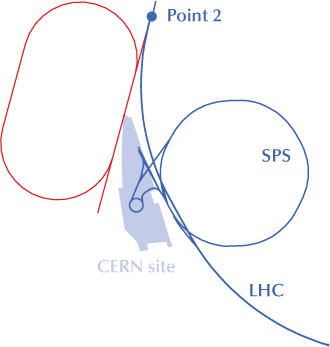 Point 2
SPS
CERN site
LHC